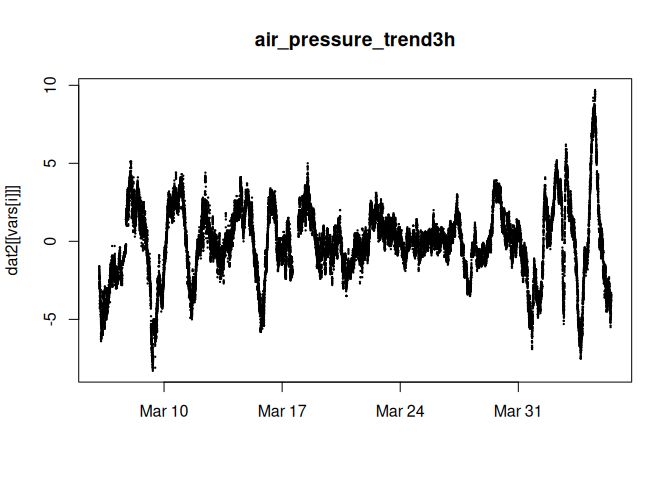 air_pressure_trend3h
dat2[[vars[i]]]
10
5
0
-5
Mar 10
Mar 17
Mar 24
Mar 31